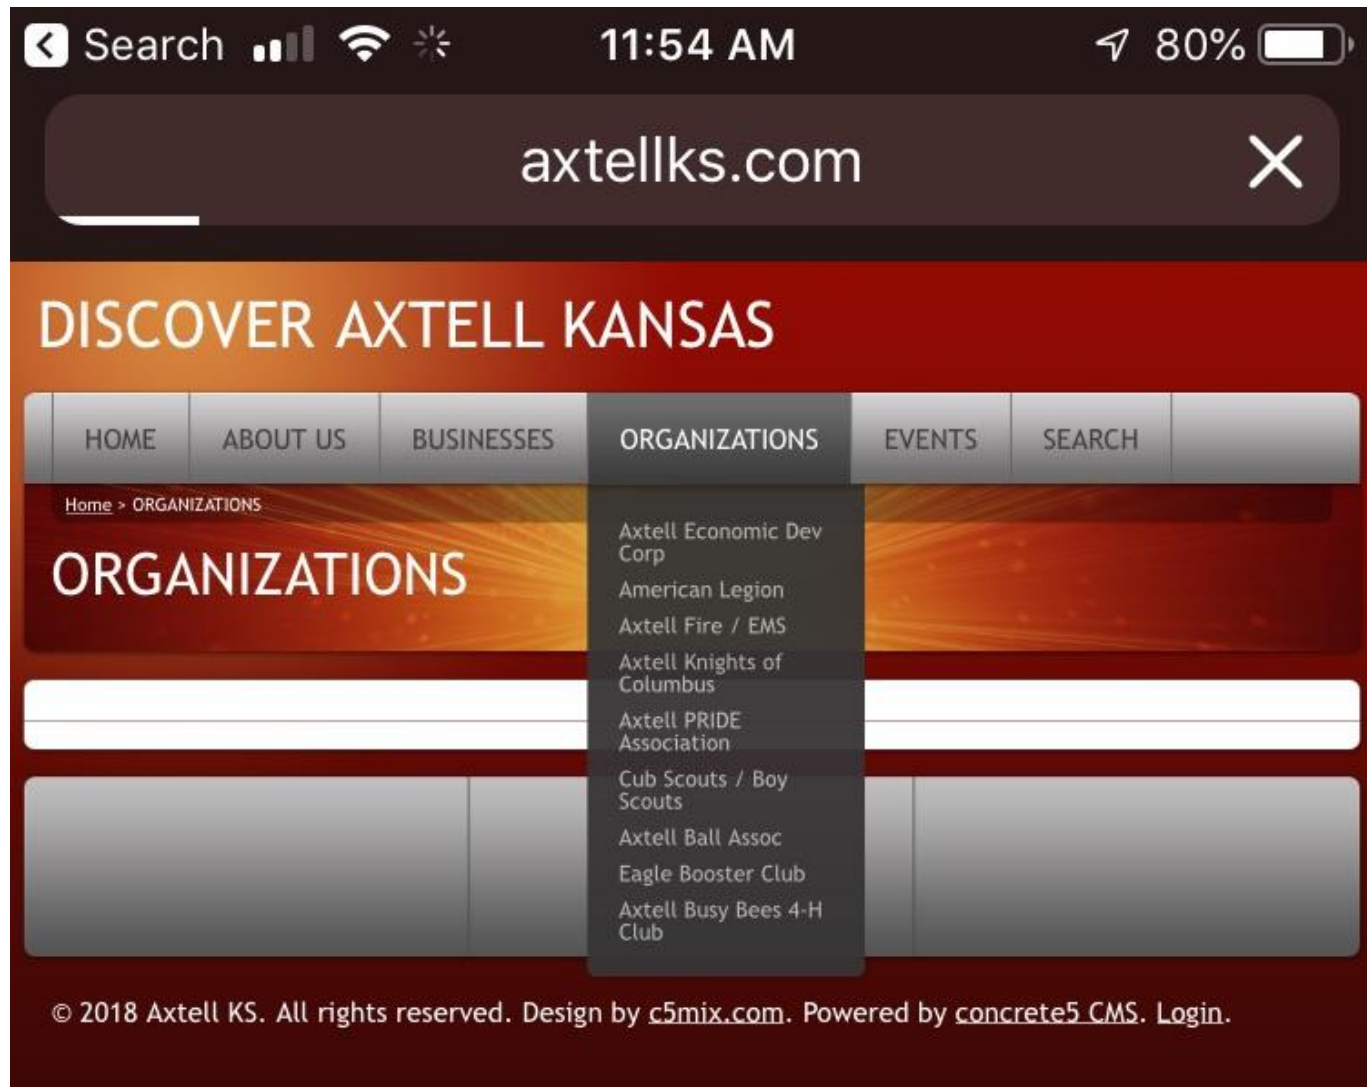 Search 11:54 AM 80%
axtellks.com
DISCOVER AXTELL KANSAS
HOME ABOUT US BUSINESSES ORGANIZATIONS EVENTS SEARCH
Home > ORGANIZATIONS
ORGANIZATIONS
Axtell Economic Dev
Corp
American Legion
Axtell Fire / EMS
Axtell Knights of
Columbus
Axtell PRIDE
Association
Cub Scouts / Boy
Scouts
Axtell Ball Assoc
Eagle Booster Club
Axtell Busy Bees 4-H
Club
© 2018 Axtell KS. All rights reserved. Design by c5mix.com. Powered by concrete5 CMS. Login.